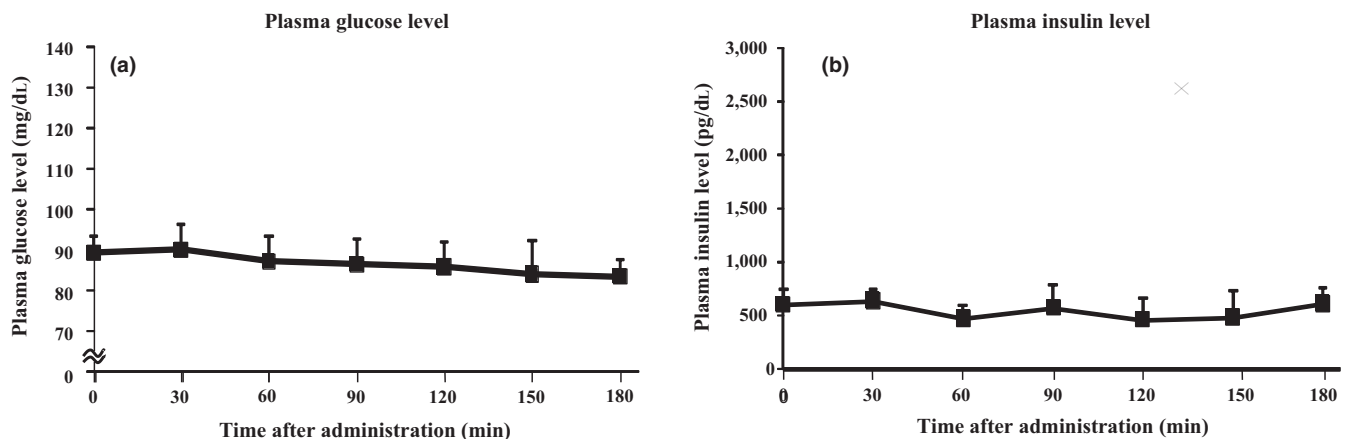 Plasma glucose level
140
(a)
130
120
110
100
90
80
70
0
Plasma glucose level (mg/dL)
0 30 60 90 120 150 180
Time after administration (min)
Plasma insulin level
3,000
(b)
2,500
2,000
1,500
1,000
500
0
Plasma insulin level (pg/dL)
0 30 60 90 120 150 180
Time after administration (min)